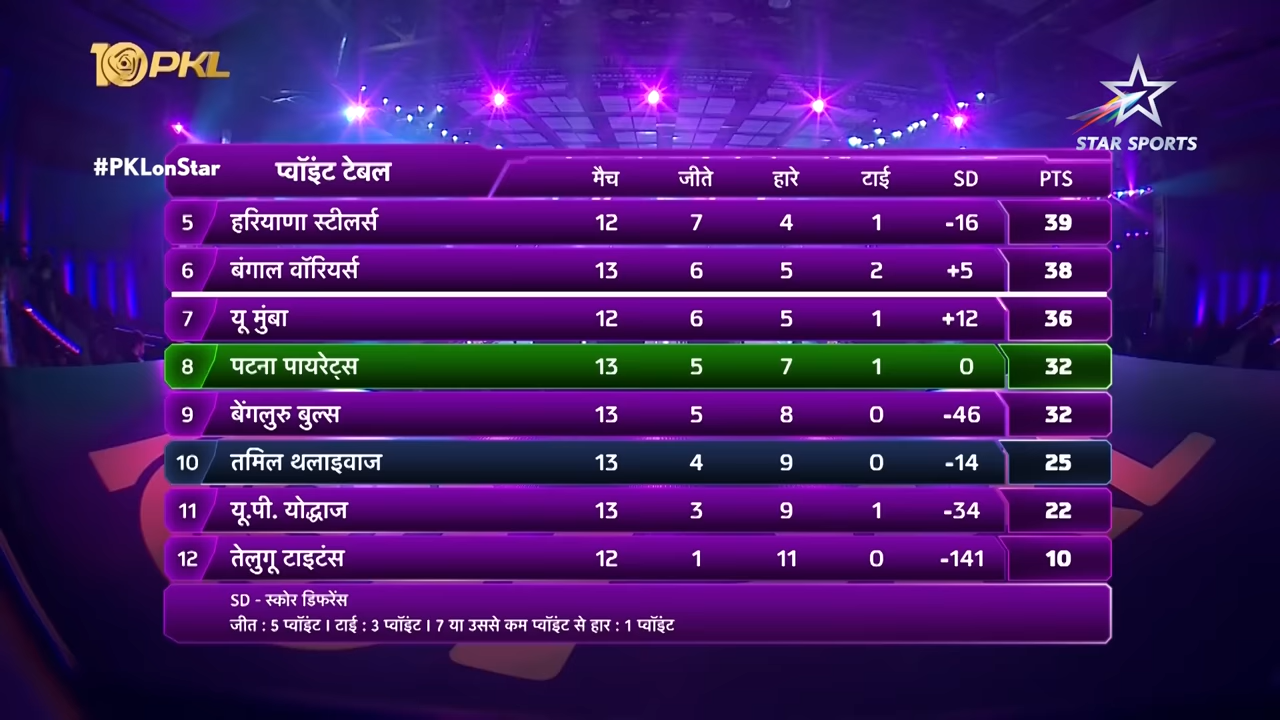 10 PKL
STAR SPORTS
#PKLonStar
प्वॉइंट टेबल मैच जीते हारे टाई SD PTS
5 हरियाणा स्टीलर्स 12 7 4 1 -16 39
6 बंगाल वॉरियर्स 13 6 5 2 +5 38
7 यू मुंबा 12 6 5 1 +12 36
8 पटना पायरेट्स 13 5 7 1 0 32
9 बेंगलुरु बुल्स 13 5 8 0 -46 32
10 तमिल थलाइवाज 13 4 9 0 -14 25
11 यू.पी. योद्धाज 13 3 9 1 -34 22
12 तेलुगू टाइटंस 12 1 11 0 -141 10
SD - स्कोर डिफरेंस
जीत : 5 प्वॉइंट । टाई : 3 प्वॉइंट । 7 या उससे कम प्वॉइंट से हार : 1 प्वॉइंट